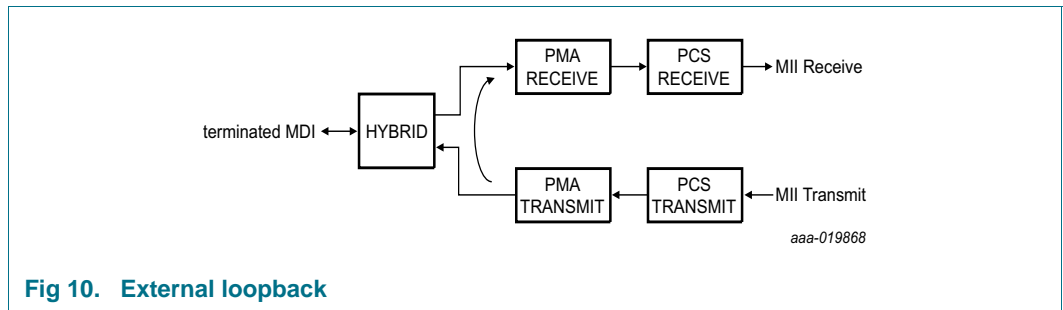 PMA
RECEIVE
PCS
RECEIVE
MII Receive
terminated MDI
HYBRID
PMA
TRANSMIT
PCS
TRANSMIT
MII Transmit
aaa-019868
Fig 10. External loopback